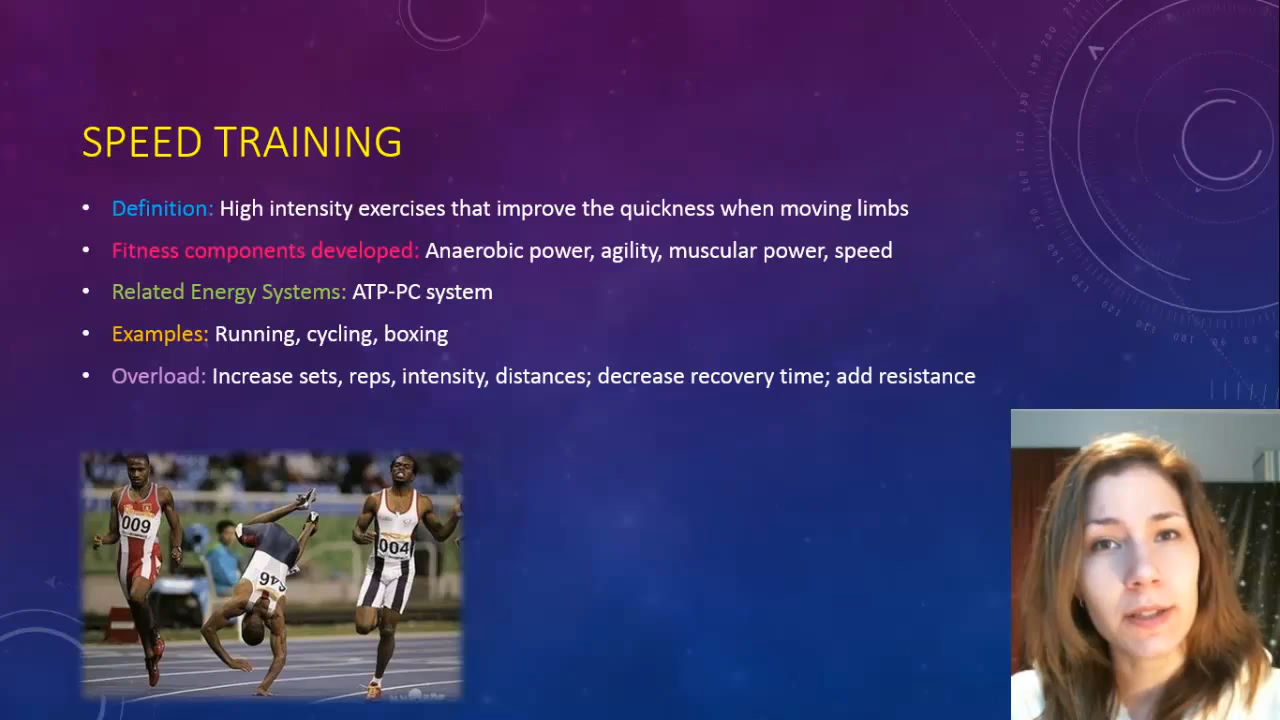 SPEED TRAINING
• Definition: High intensity exercises that improve the quickness when moving limbs
• Fitness components developed: Anaerobic power, agility, muscular power, speed
• Related Energy Systems: ATP-PC system
• Examples: Running, cycling, boxing
• Overload: Increase sets, reps, intensity, distances; decrease recovery time; add resistance
009
004